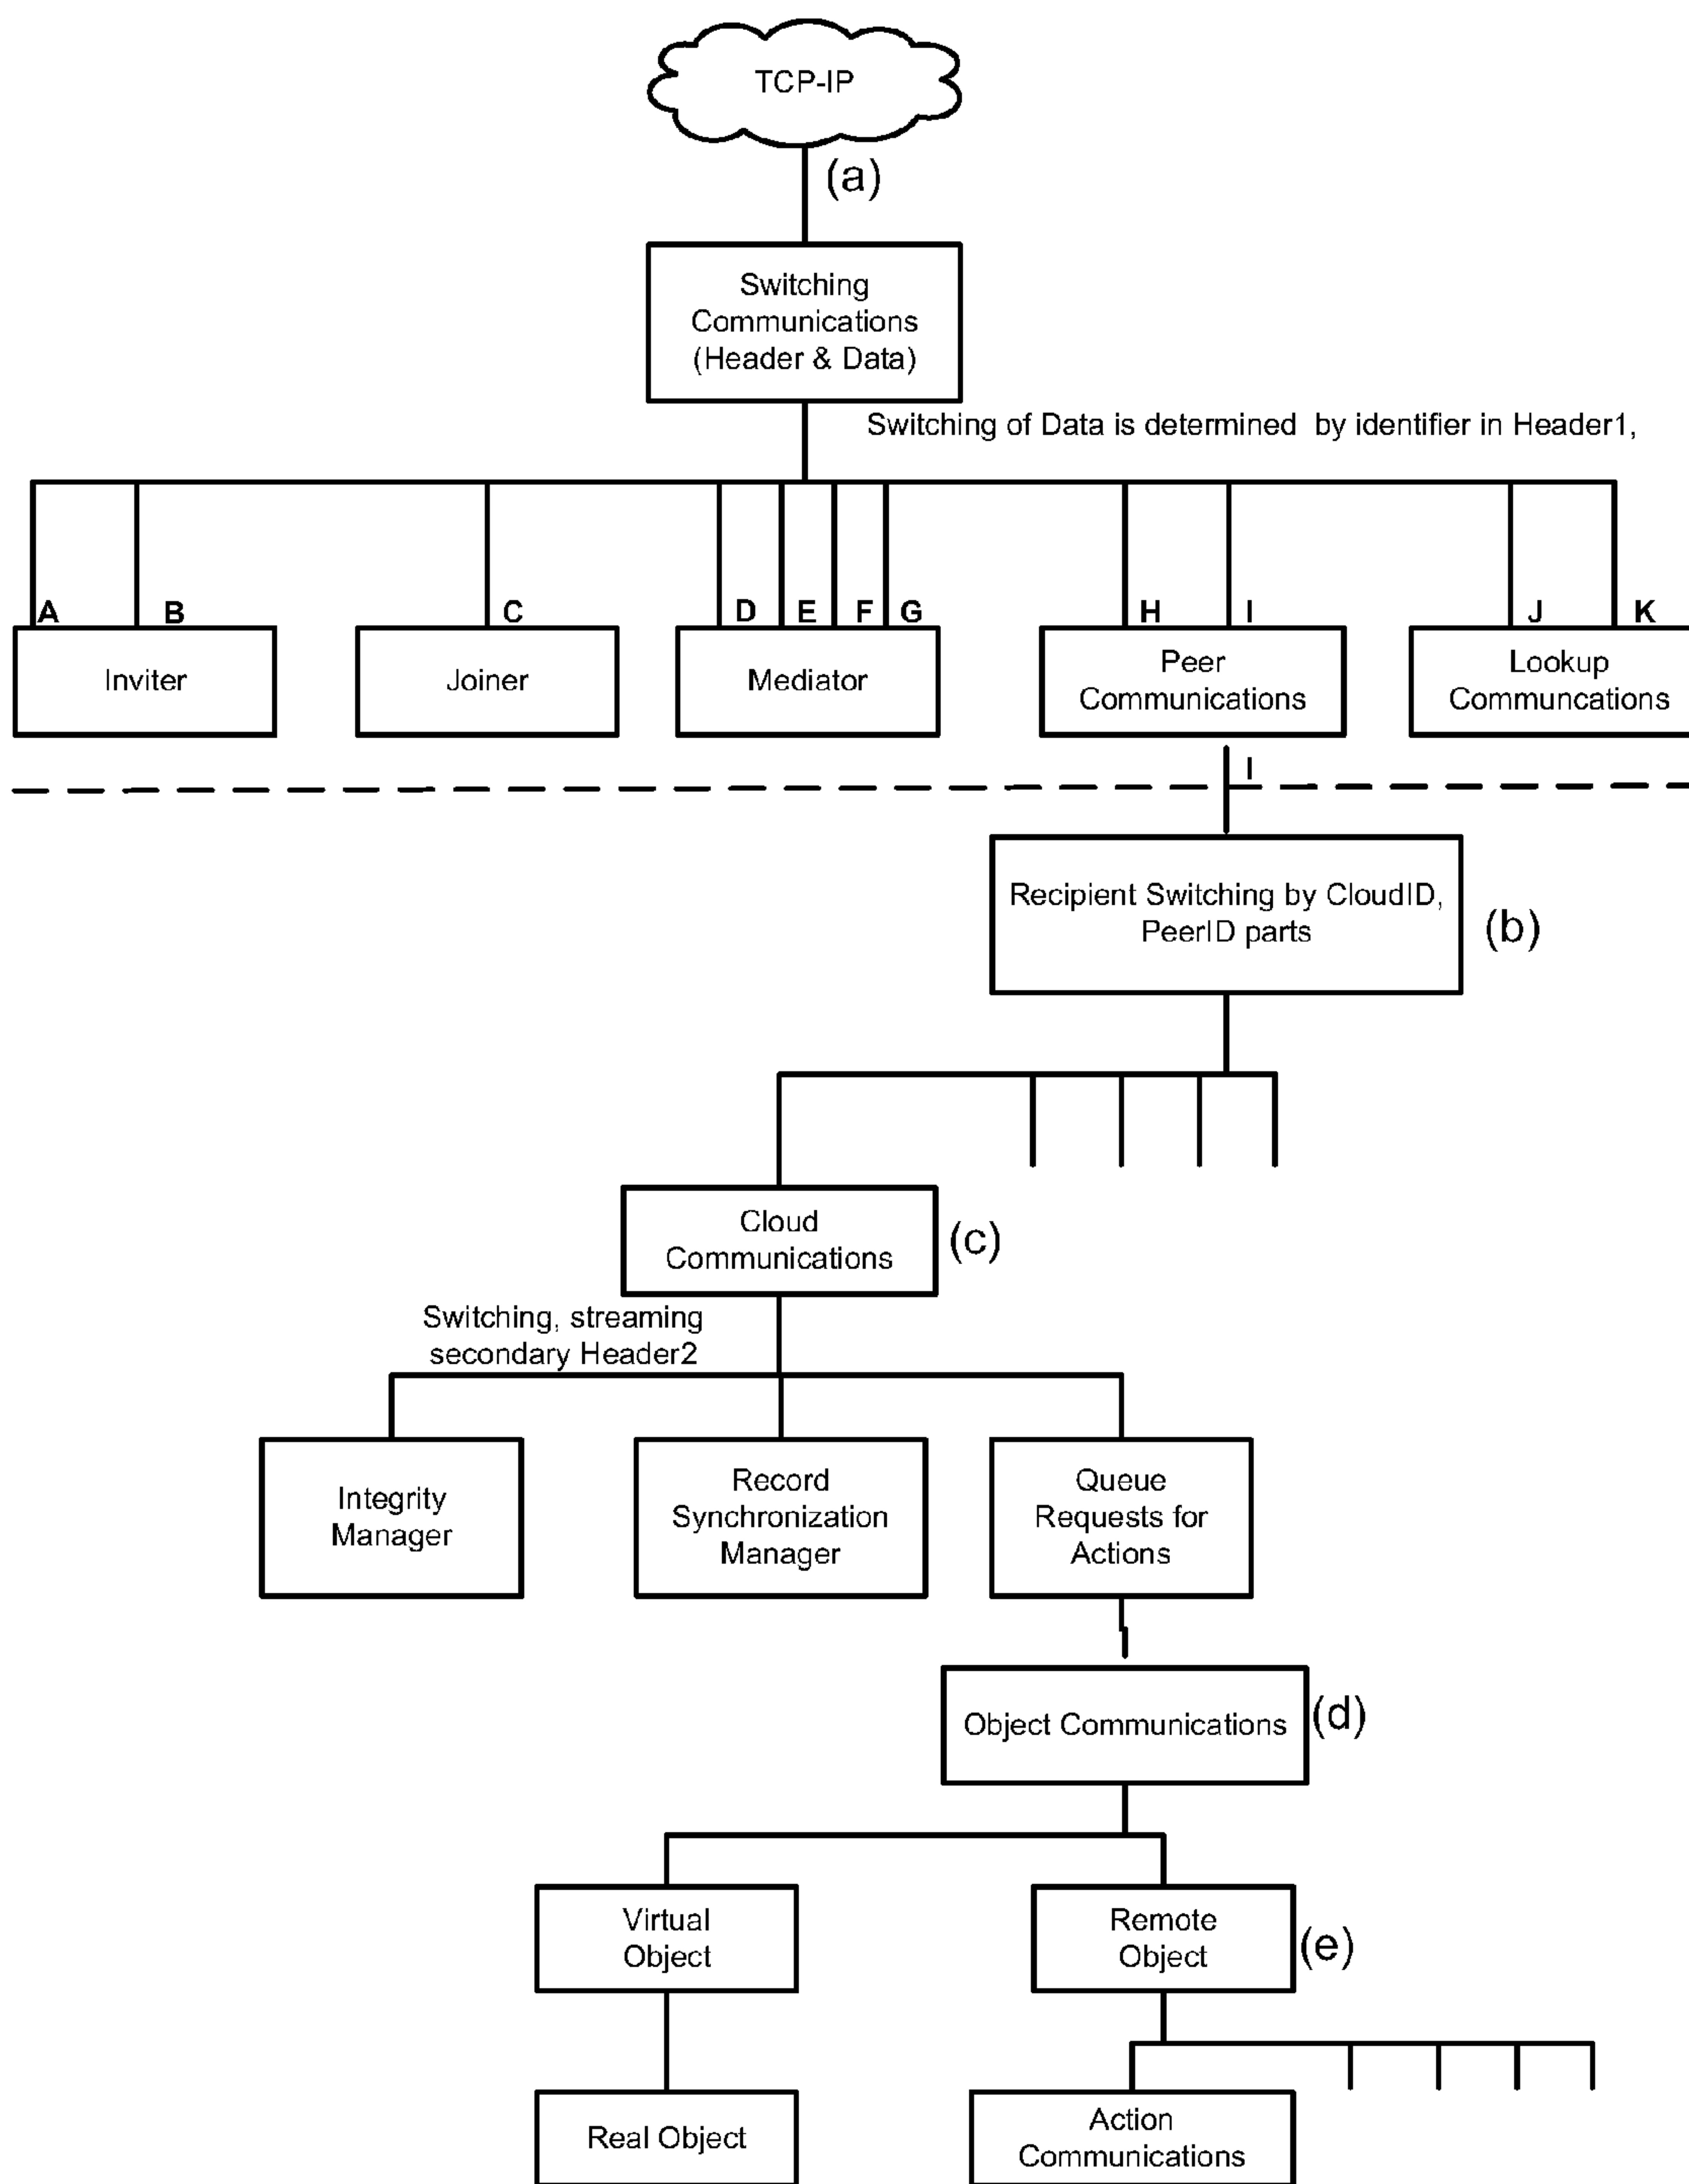 TCP-IP
(a)
Switching
Communications
(Header & Data)
Switching of Data is determined by identifier in Header1,
A B C D E F G H I J K
Inviter
Joiner
Mediator
Peer
Communications
Lookup
Communcations
I
Recipient Switching by CloudID,
PeerID parts
(b)
Cloud
Communications
(c)
Switching, streaming
secondary Header2
Integrity
Manager
Record
Synchronization
Manager
Queue
Requests for
Actions
Object Communications
(d)
Virtual
Object
Remote
Object
(e)
Real Object
Action
Communications